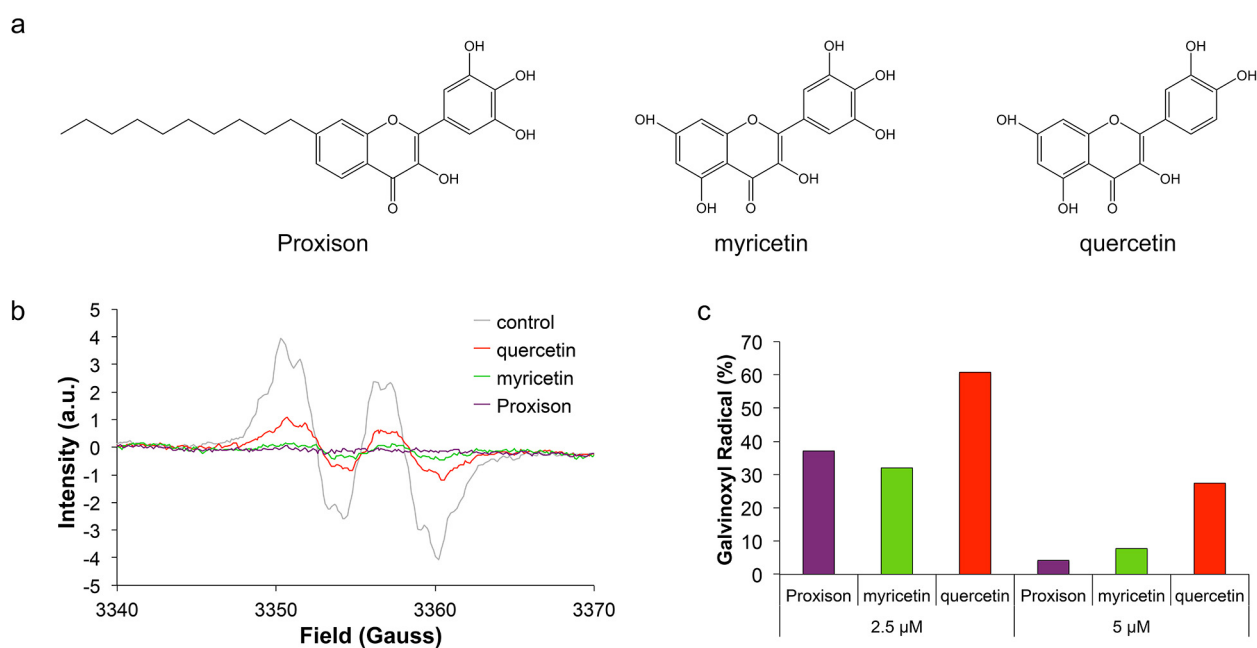 a
OH
OH
OH
O
OH
O
Proxison
OH
OH
OH
HO
O
OH
OH
O
myricetin
OH
OH
HO
O
OH
OH
O
quercetin
b
5
4
3
2
1
0
-1
-2
-3
-4
-5
Intensity (a.u.)
3340
3350
3360
3370
Field (Gauss)
control
quercetin
myricetin
Proxison
c
70
60
50
40
30
20
10
0
Galvinoxyl Radical (%)
Proxison
myricetin
quercetin
Proxison
myricetin
quercetin
2.5 µM
5 µM